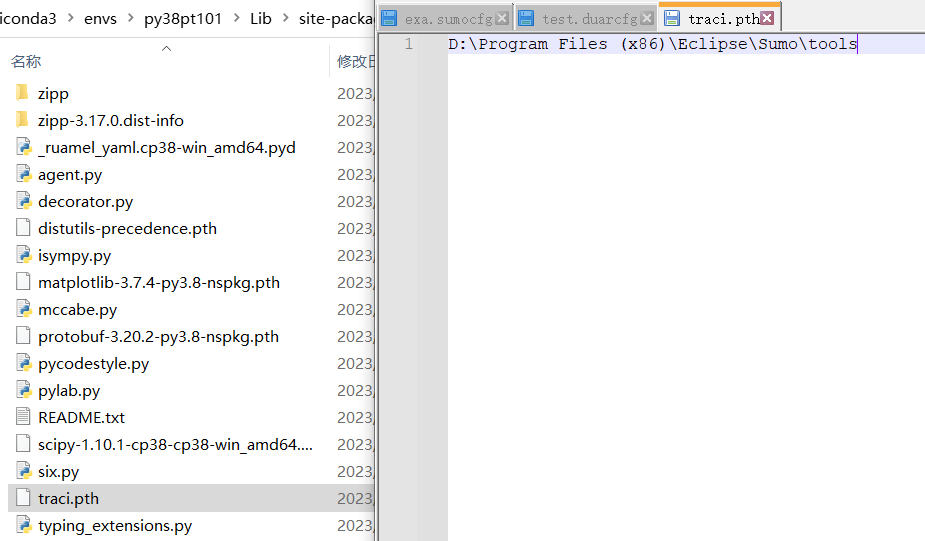 iconda3 > envs > py38pt101 > Lib > site-packa
名称
修改日
zipp
2023
zipp-3.17.0.dist-info
2023
_ruamel_yaml.cp38-win_amd64.pyd
2023
agent.py
2023
decorator.py
2023
distutils-precedence.pth
2023
isympy.py
2023
matplotlib-3.7.4-py3.8-nspkg.pth
2023
mccabe.py
2023
protobuf-3.20.2-py3.8-nspkg.pth
2023
pycodestyle.py
2023
pylab.py
2023
README.txt
2023
scipy-1.10.1-cp38-cp38-win_amd64....
2023
six.py
2023
traci.pth
2023
typing_extensions.py
2023
exa.sumocfg
test.duarcfg
traci.pth
1
D:\Program Files (x86)\Eclipse\Sumo\tools